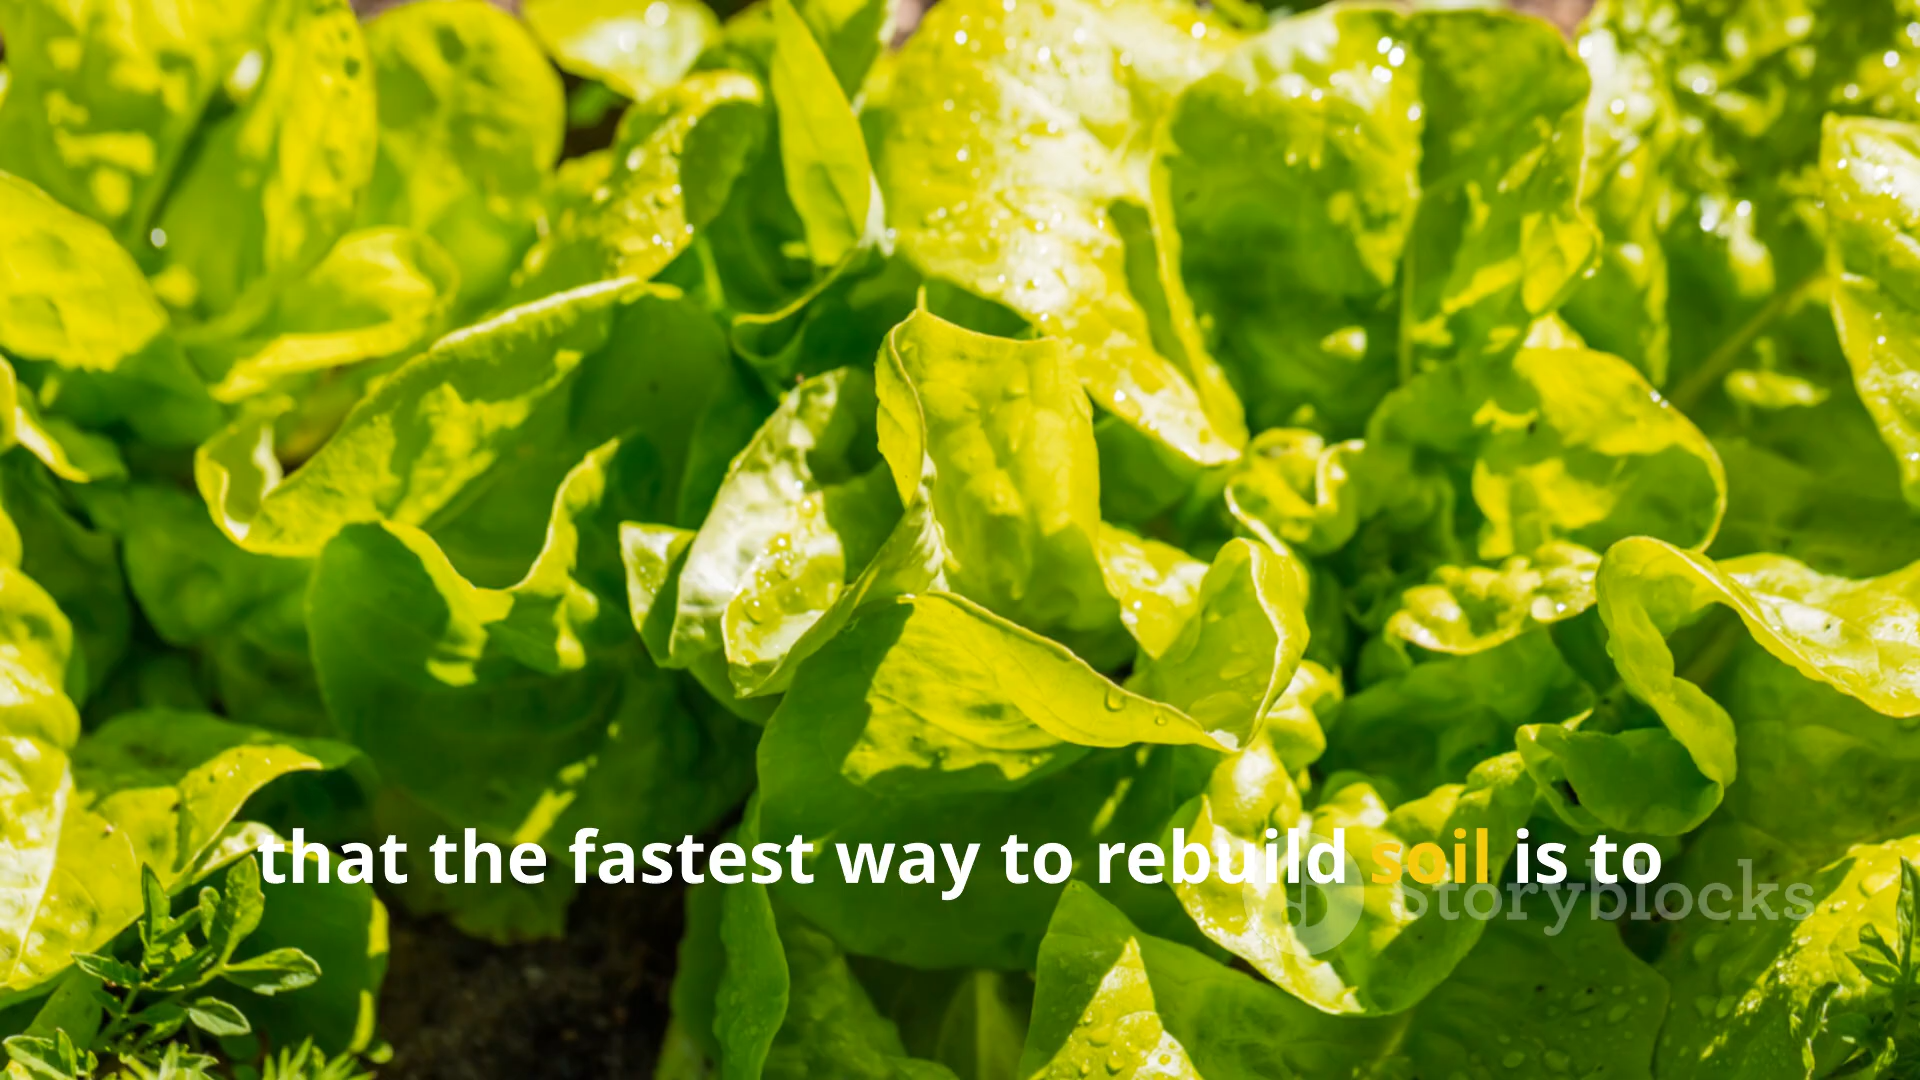 that the fastest way to rebuild soil is to
Storyblocks